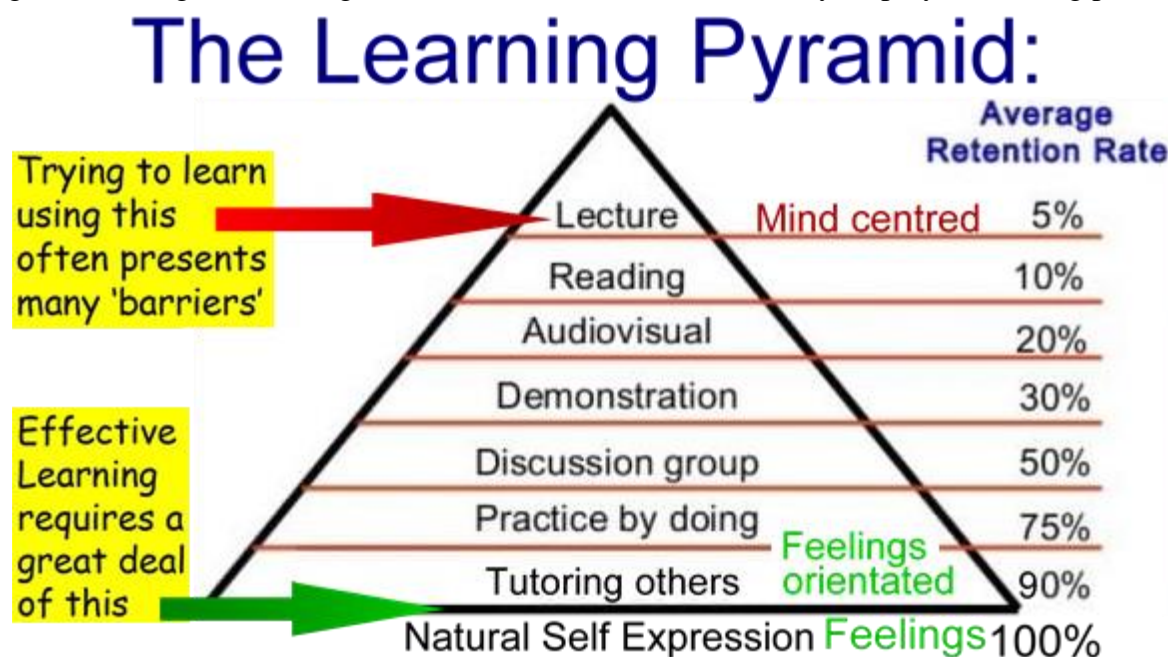 The Learning Pyramid:
Average
Retention Rate
Trying to learn
using this
often presents
many 'barriers'
Lecture Mind centred 5%
Reading 10%
Audiovisual 20%
Demonstration 30%
Discussion group 50%
Practice by doing 75%
Effective
Learning
requires a
great deal
of this
Tutoring others Feelings
orientated 90%
Natural Self Expression Feelings 100%